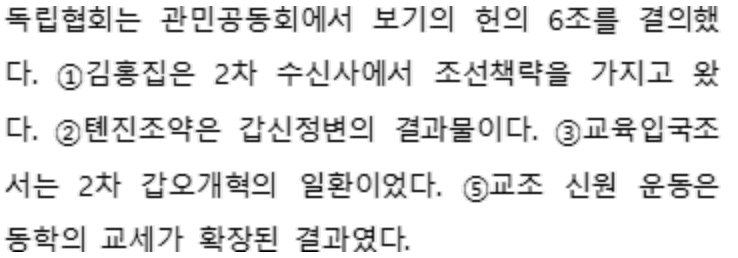 독립협회는 관민공동회에서 보기의 헌의 6조를 결의했
다. ①김홍집은 2차 수신사에서 조선책략을 가지고 왔
다. ②톈진조약은 갑신정변의 결과물이다. ③교육입국조
서는 2차 갑오개혁의 일환이었다. ⑤교조 신원 운동은
동학의 교세가 확장된 결과였다.